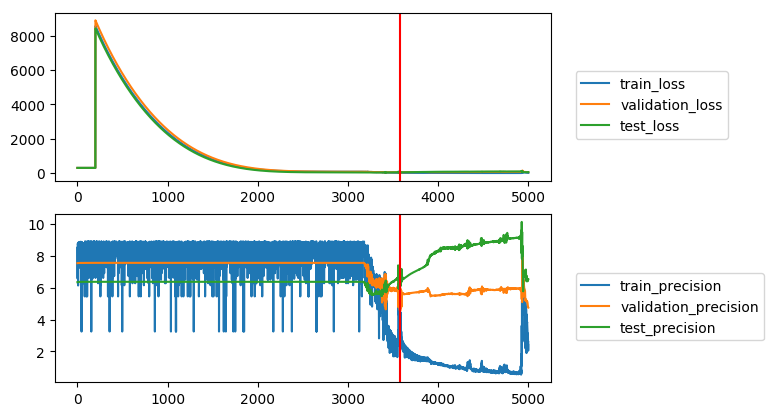 8000
6000
4000
2000
0
0 1000 2000 3000 4000 5000
train_loss
validation_loss
test_loss
10
8
6
4
2
0 1000 2000 3000 4000 5000
train_precision
validation_precision
test_precision